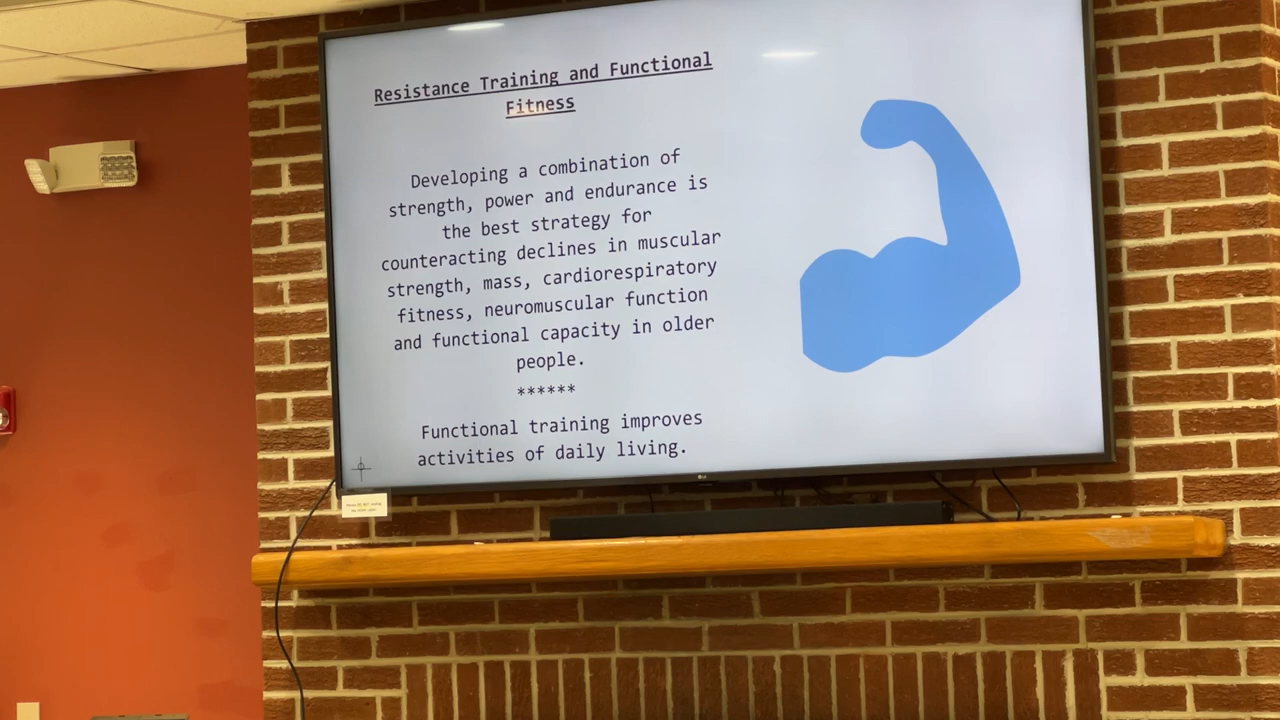 Resistance Training and Functional
Fitness
Developing a combination of
strength, power and endurance is
the best strategy for
counteracting declines in muscular
strength, mass, cardiorespiratory
fitness, neuromuscular function
and functional capacity in older
people.
******
Functional training improves
activities of daily living.
LG